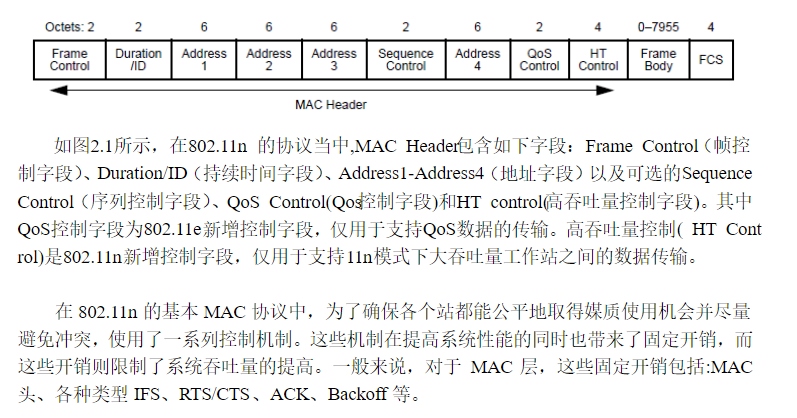 Octets: 2 2 6 6 6 2 6 2 4 0–7955 4
Frame Control Duration /ID Address 1 Address 2 Address 3 Sequence Control Address 4 QoS Control HT Control Frame Body FCS
MAC Header
如图2.1所示，在802.11n 的协议当中,MAC Header包含如下字段：Frame Control（帧控
制字段）、Duration/ID（持续时间字段）、Address1-Address4（地址字段）以及可选的Sequence
Control（序列控制字段）、QoS Control(Qos控制字段)和HT control(高吞吐量控制字段)。其中
QoS控制字段为802.11e新增控制字段，仅用于支持QoS数据的传输。高吞吐量控制( HT Cont
rol)是802.11n新增控制字段，仅用于支持11n模式下大吞吐量工作站之间的数据传输。
在 802.11n 的基本 MAC 协议中，为了确保各个站都能公平地取得媒质使用机会并尽量
避免冲突，使用了一系列控制机制。这些机制在提高系统性能的同时也带来了固定开销，而
这些开销则限制了系统吞吐量的提高。一般来说，对于 MAC 层，这些固定开销包括:MAC
头、各种类型 IFS、RTS/CTS、ACK、Backoff 等。